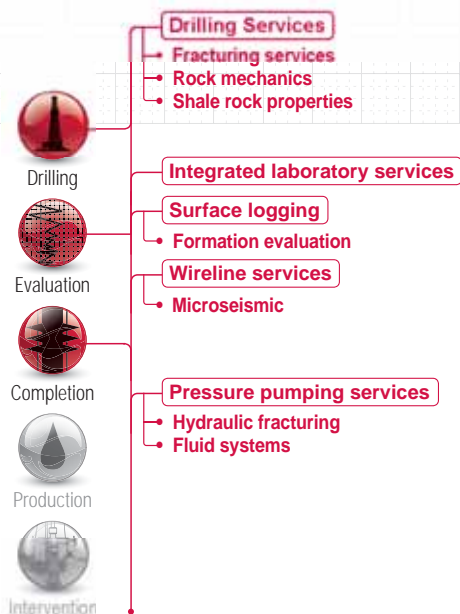 Drilling Services
Fracturing services
Rock mechanics
Shale rock properties
Drilling
Integrated laboratory services
Surface logging
Formation evaluation
Evaluation
Wireline services
Microseismic
Completion
Pressure pumping services
Hydraulic fracturing
Fluid systems
Production
Intervention